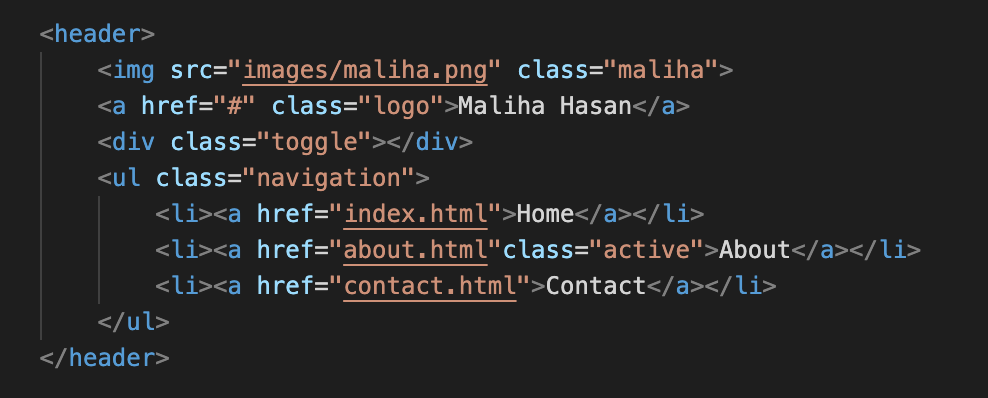 <header>
<img src="images/maliha.png" class="maliha">
<a href="#" class="logo">Maliha Hasan</a>
<div class="toggle"></div>
<ul class="navigation">
<li><a href="index.html">Home</a></li>
<li><a href="about.html"class="active">About</a></li>
<li><a href="contact.html">Contact</a></li>
</ul>
</header>